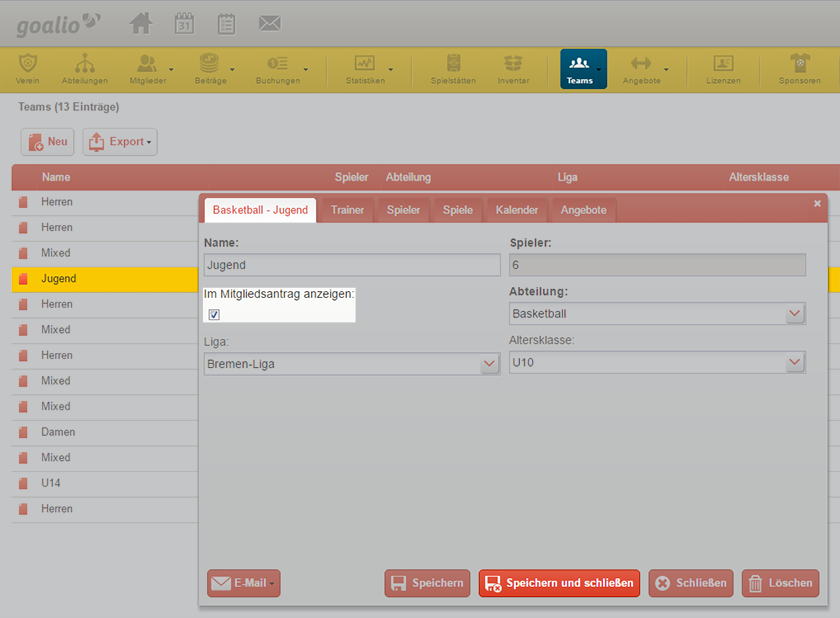 goalio
31
Verein Abteilungen Mitglieder Beiträge Buchungen Statistiken Spielstätten Inventar Teams Angebote Lizenzen Sponsoren
Teams (13 Einträge)
Neu Export
Name Spieler Abteilung Liga Altersklasse
Herren
Herren
Mixed
Jugend
Herren
Mixed
Herren
Mixed
Mixed
Damen
Mixed
U14
Herren
Basketball - Jugend Trainer Spieler Spiele Kalender Angebote
Name: Spieler:
Jugend 6
Im Mitgliedsantrag anzeigen: Abteilung:
Basketball
Liga: Altersklasse:
Bremen-Liga U10
E-Mail Speichern Speichern und schließen Schließen Löschen